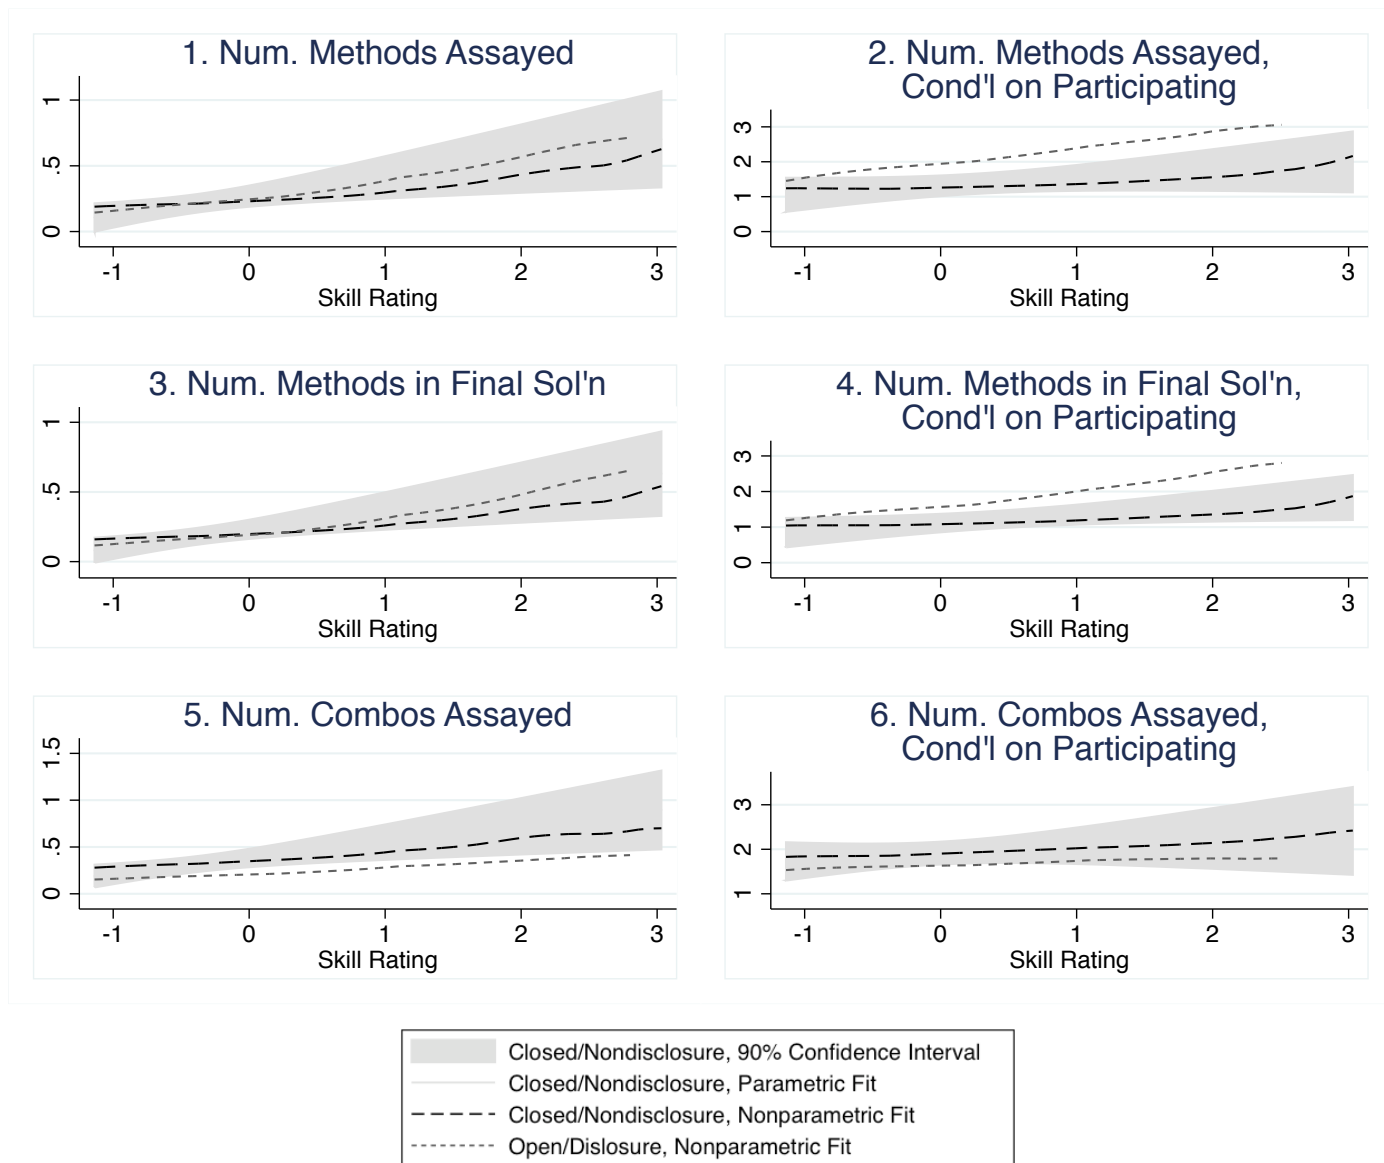 1. Num. Methods Assayed
1
.5
0
-1 0 1 2 3
Skill Rating
2. Num. Methods Assayed,
Cond'l on Participating
3
2
1
0
-1 0 1 2 3
Skill Rating
3. Num. Methods in Final Sol'n
1
.5
0
-1 0 1 2 3
Skill Rating
4. Num. Methods in Final Sol'n,
Cond'l on Participating
3
2
1
0
-1 0 1 2 3
Skill Rating
5. Num. Combos Assayed
1.5
1
.5
0
-1 0 1 2 3
Skill Rating
6. Num. Combos Assayed,
Cond'l on Participating
3
2
1
-1 0 1 2 3
Skill Rating
Closed/Nondisclosure, 90% Confidence Interval
Closed/Nondisclosure, Parametric Fit
Closed/Nondisclosure, Nonparametric Fit
Open/Dislosure, Nonparametric Fit